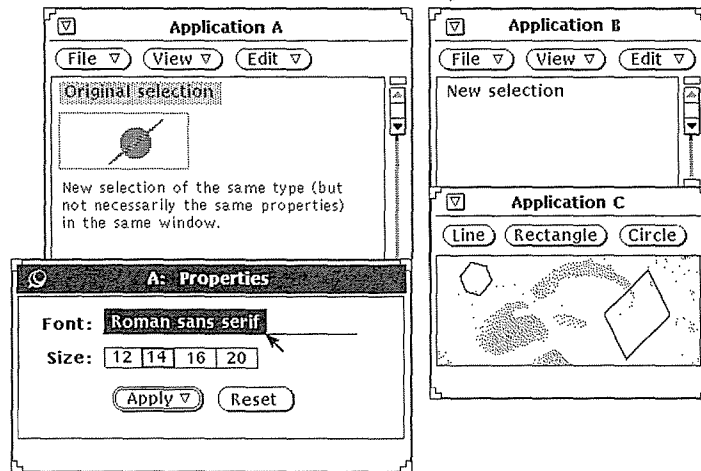 Application A
File View Edit
Original selection
New selection of the same type (but
not necessarily the same properties)
in the same window.
A: Properties
Font: Roman sans serif
Size: 12 14 16 20
Apply Reset
Application B
File View Edit
New selection
Application C
Line Rectangle Circle